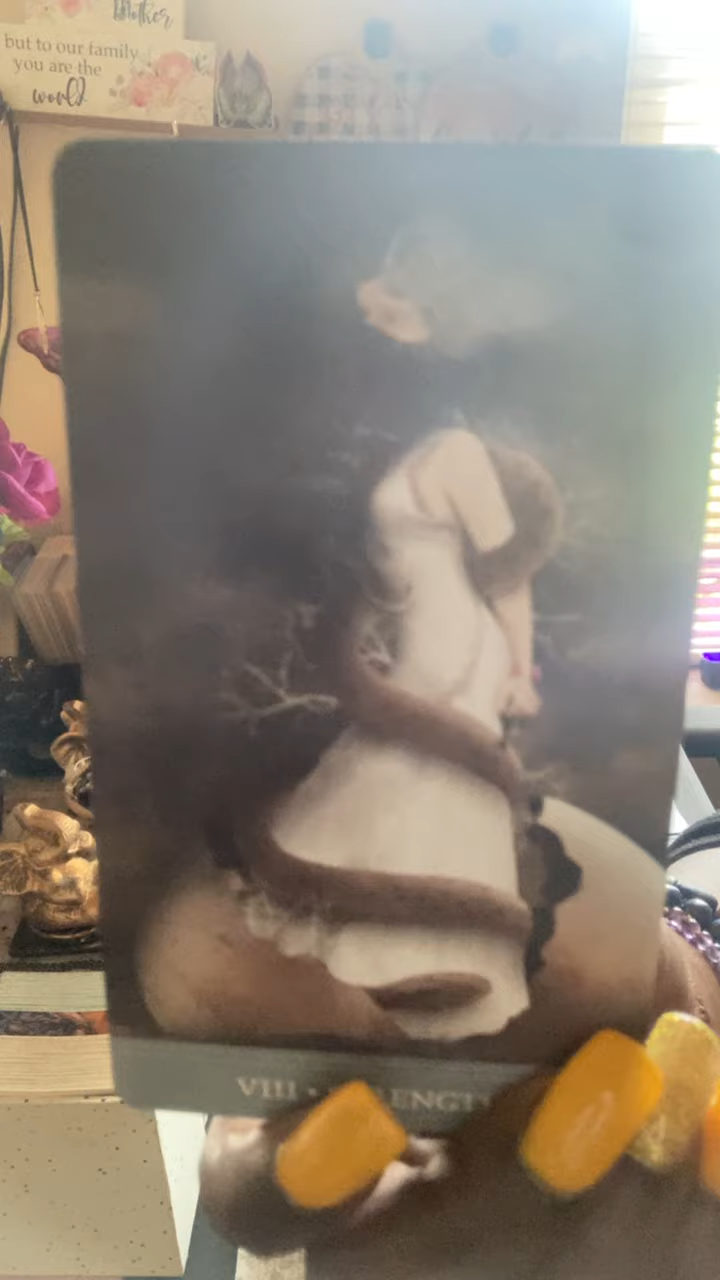 Mother
but to our family
you are the
world
VIII